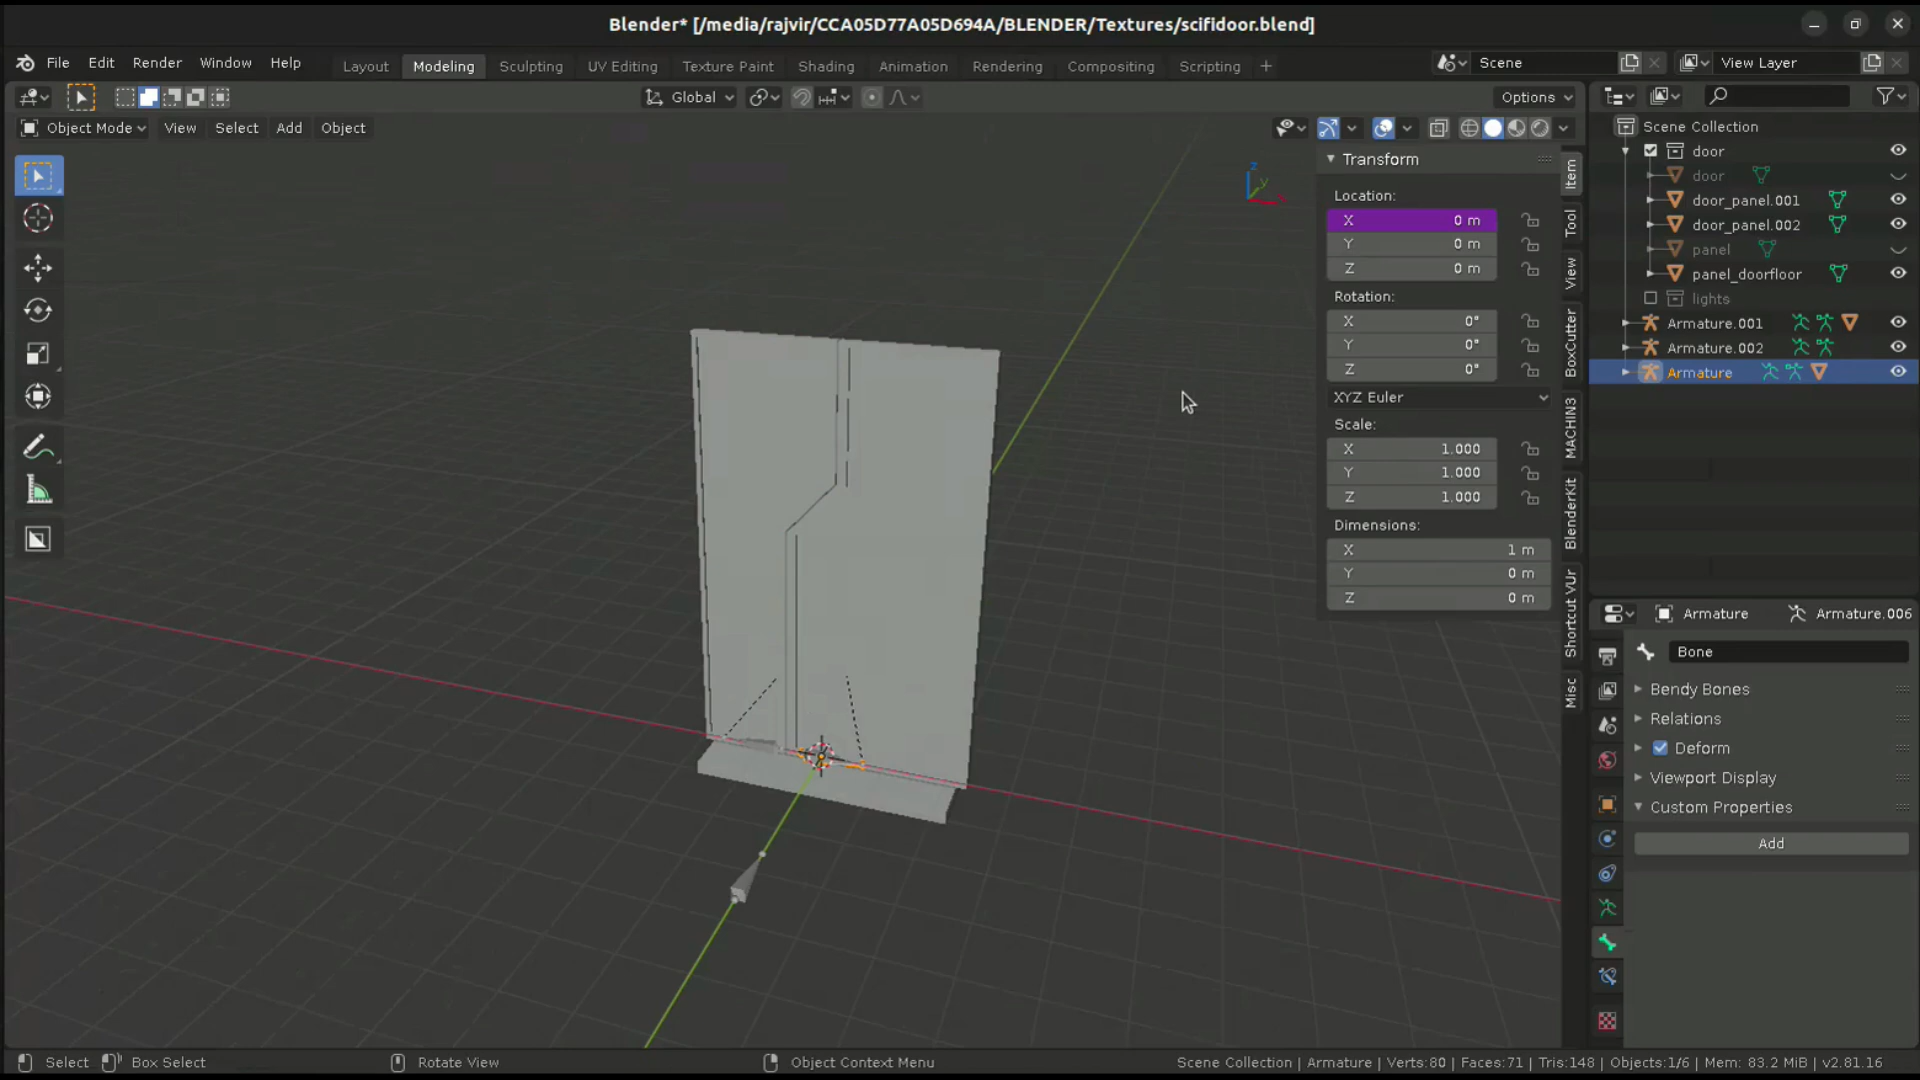 Blender* [/media/rajvir/CCA05D77A05D694A/BLENDER/Textures/scifidoor.blend]
File Edit Render Window Help Layout Modeling Sculpting UV Editing Texture Paint Shading Animation Rendering Compositing Scripting + Scene View Layer
Global Options
Object Mode View Select Add Object
Scene Collection
door
door
door_panel.001
door_panel.002
panel
panel_doorfloor
lights
Armature.001
Armature.002
Armature
Transform
Location:
X 0 m
Y 0 m
Z 0 m
Rotation:
X 0°
Y 0°
Z 0°
XYZ Euler
Scale:
X 1.000
Y 1.000
Z 1.000
Dimensions:
X 1 m
Y 0 m
Z 0 m
Item
Tool
View
BoxCutter
MACHIN3
BlenderKit
Shortcut VUr
Misc
Z
Y
Armature Armature.006
Bone
Bendy Bones
Relations
Deform
Viewport Display
Custom Properties
Add
Select Box Select Rotate View Object Context Menu Scene Collection | Armature | Verts:80 | Faces:71 | Tris:148 | Objects:1/6 | Mem: 83.2 MiB | v2.81.16